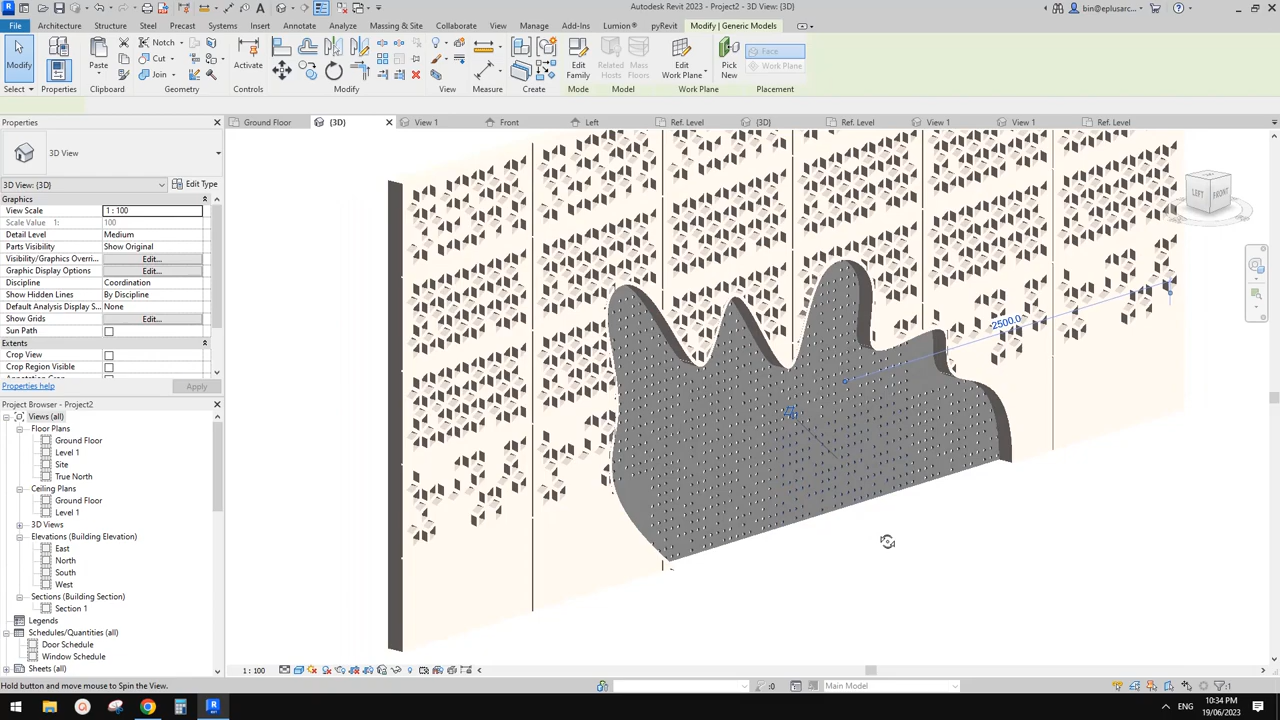 Autodesk Revit 2023 - Project2 - 3D View: {3D}
bin@eplusarc...
File Architecture Structure Steel Precast Systems Insert Annotate Analyze Massing & Site Collaborate View Manage Add-Ins Lumion® pyRevit Modify | Generic Models
Modify Properties Paste Notch Cut Join Activate Edit Family Related Hosts Mass Floors Edit Work Plane Pick New Face Work Plane
Select Properties Clipboard Geometry Controls Modify View Measure Create Mode Model Work Plane Placement
Properties
Ground Floor {3D} View 1 Front Left Ref. Level {3D} Ref. Level View 1 View 1 Ref. Level
3D View
3D View: {3D} Edit Type
Graphics
View Scale 1 : 100
Scale Value 1: 100
Detail Level Medium
Parts Visibility Show Original
Visibility/Graphics Overri... Edit...
Graphic Display Options Edit...
Discipline Coordination
Show Hidden Lines By Discipline
Default Analysis Display S... None
Show Grids Edit...
Sun Path
Extents
Crop View
Crop Region Visible
Properties help Apply
LEFT FRONT
2500.0
Project Browser - Project2
Views (all)
Floor Plans
Ground Floor
Level 1
Site
True North
Ceiling Plans
Ground Floor
Level 1
3D Views
Elevations (Building Elevation)
East
North
South
West
Sections (Building Section)
Section 1
Legends
Schedules/Quantities (all)
Door Schedule
Window Schedule
Sheets (all)
1 : 100
Hold button and move mouse to Spin the View.
:0
Main Model
:1
ENG
10:34 PM
19/06/2023